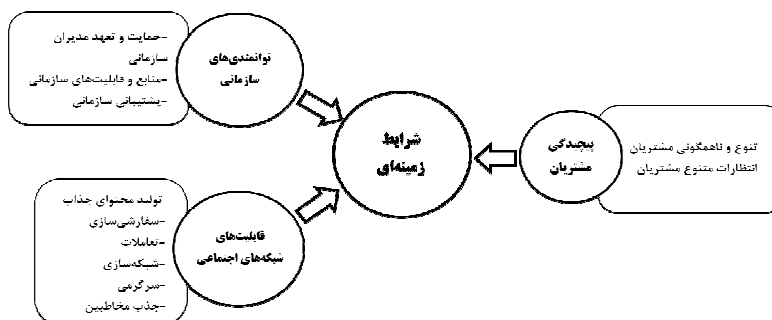 -حمایت و تعهد مدیران
سازمانی
-منابع و قابلیت‌های سازمانی
-پشتیبانی سازمانی
توانمندی‌های
سازمانی
شرایط
زمینه‌ای
پیچیدگی
مشتریان
تنوع و ناهمگونی مشتریان
انتظارات متنوع مشتریان
قابلیت‌های
شبکه‌های اجتماعی
تولید محتوای جذاب
-سفارشی‌سازی
-تعاملات
-شبکه‌سازی
-سرگرمی
-جذب مخاطبین